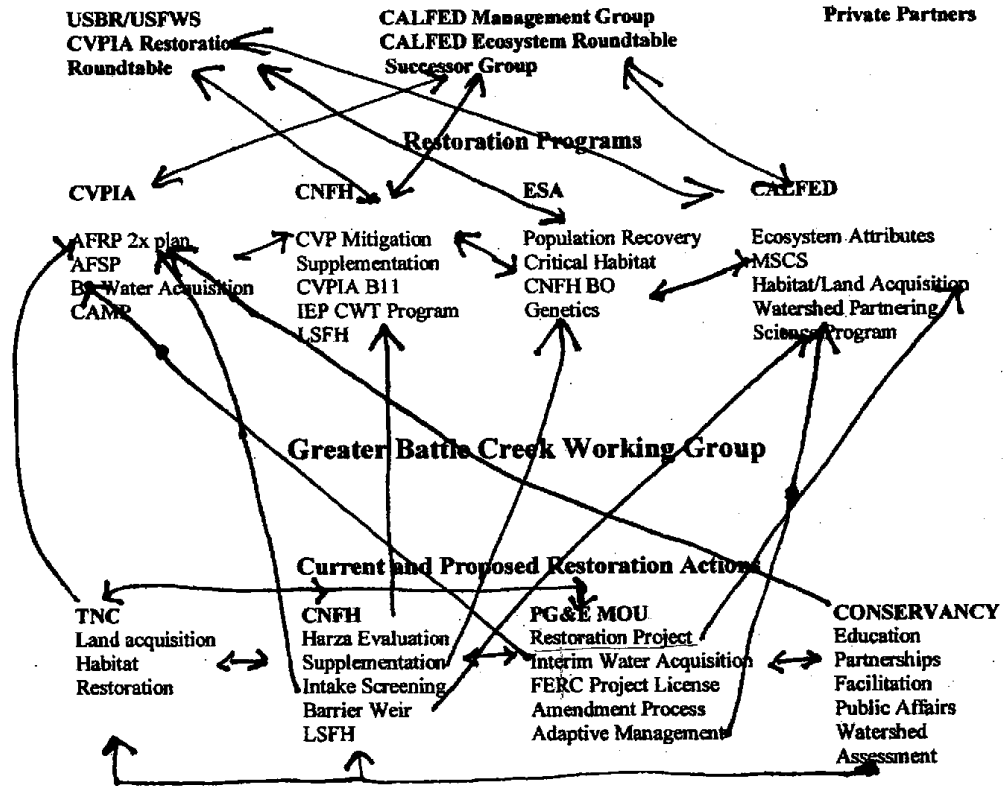 USBR/USFWS
CVPIA Restoration
Roundtable
CALFED Management Group
CALFED Ecosystem Roundtable
Successor Group
Private Partners
Restoration Programs
CVPIA
AFRP 2x plan
AFSP
Water Acquisition
CAMP
CNFH
CVP Mitigation
Supplementation
CVPIA B11
IEP CWT Program
LSFH
ESA
Population Recovery
Critical Habitat
CNFH BO
Genetics
CALFED
Ecosystem Attributes
MSCS
Habitat/Land Acquisition
Watershed Partnering
Science Program
Greater Battle Creek Working Group
Current and Proposed Restoration Actions
TNC
Land acquisition
Habitat
Restoration
CNFH
Harza Evaluation
Supplementation
Intake Screening
Barrier Weir
LSFH
PG&E MOU
Restoration Project
Interim Water Acquisition
FERC Project License
Amendment Process
Adaptive Management
CONSERVANCY
Education
Partnerships
Facilitation
Public Affairs
Watershed
Assessment